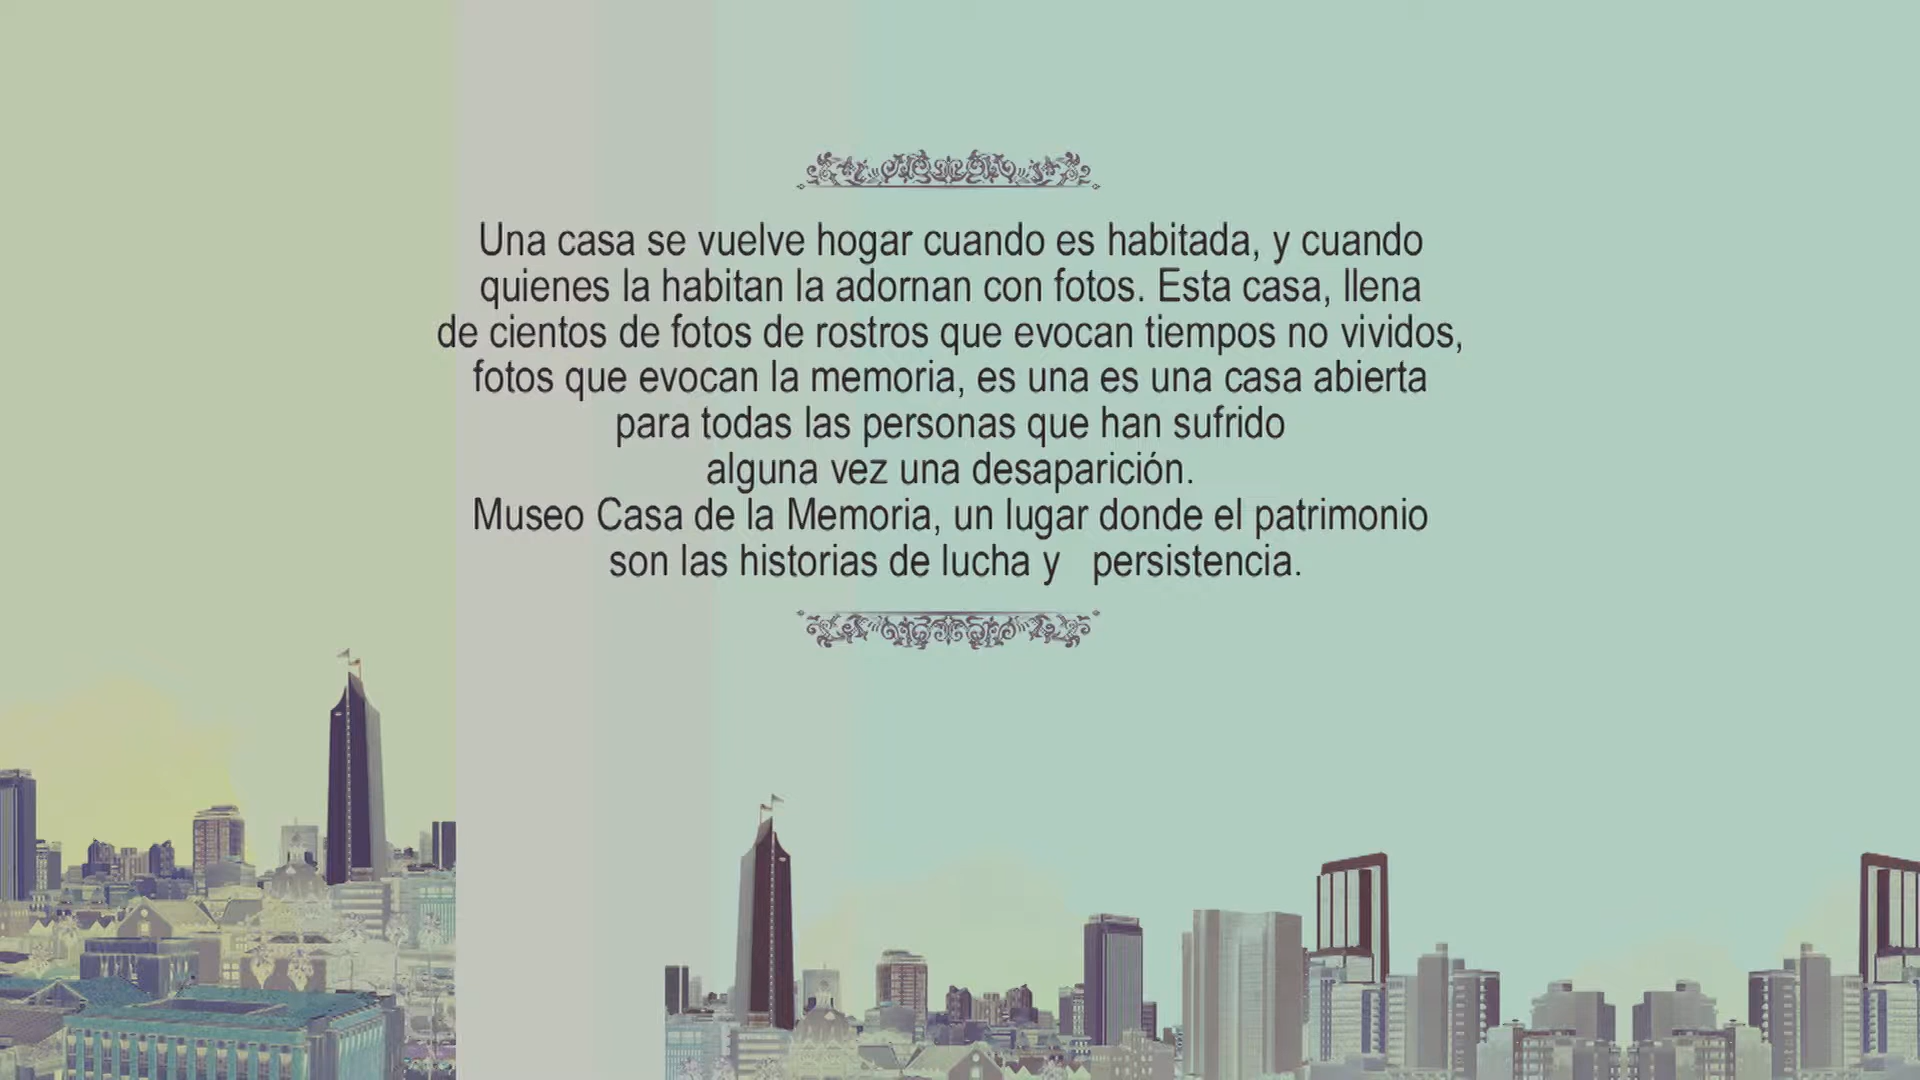 Una casa se vuelve hogar cuando es habitada, y cuando
quienes la habitan la adornan con fotos. Esta casa, llena
de cientos de fotos de rostros que evocan tiempos no vividos,
fotos que evocan la memoria, es una es una casa abierta
para todas las personas que han sufrido
alguna vez una desaparición.
Museo Casa de la Memoria, un lugar donde el patrimonio
son las historias de lucha y   persistencia.